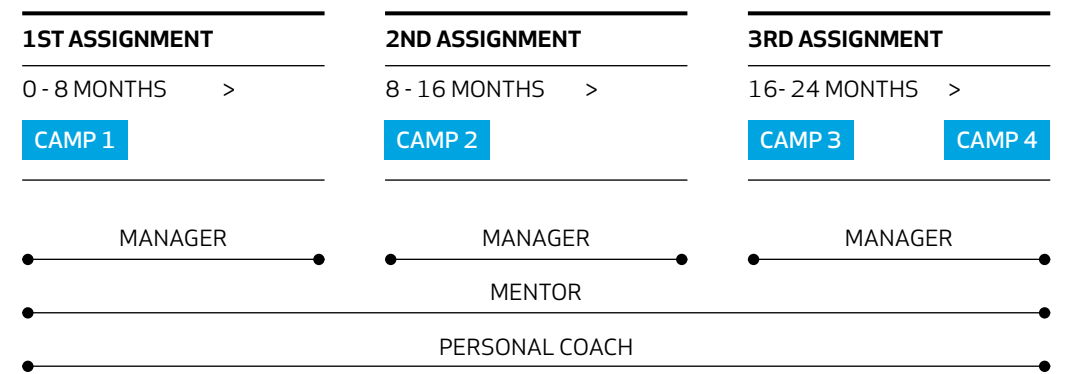 1ST ASSIGNMENT
0 - 8 MONTHS >
CAMP 1
2ND ASSIGNMENT
8 - 16 MONTHS >
CAMP 2
3RD ASSIGNMENT
16- 24 MONTHS >
CAMP 3 CAMP 4
MANAGER MANAGER MANAGER
MENTOR
PERSONAL COACH